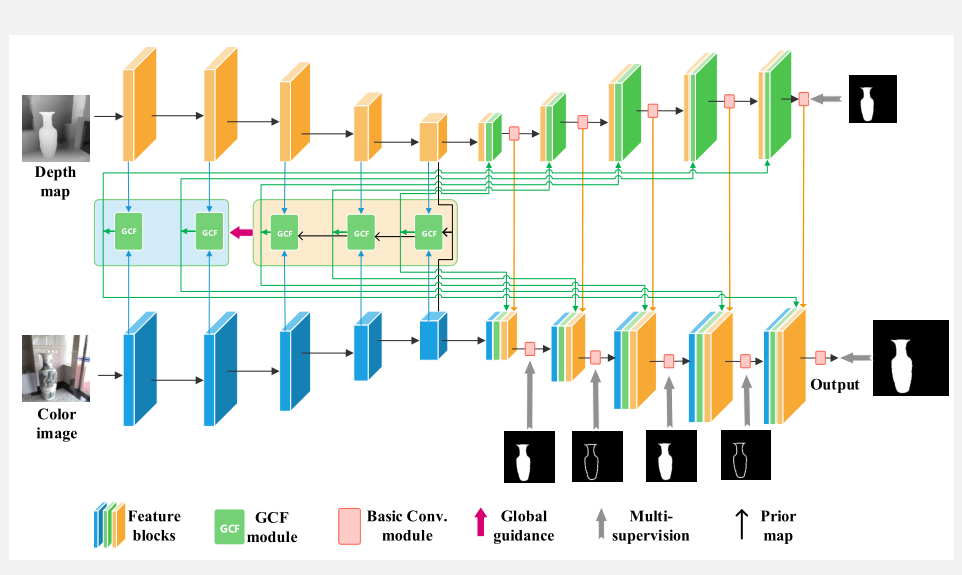 Depth
map
GCF
GCF
GCF
GCF
GCF
Color
image
Output
Feature
blocks
GCF
GCF
module
Basic Conv.
module
Global
guidance
Multi-
supervision
Prior
map